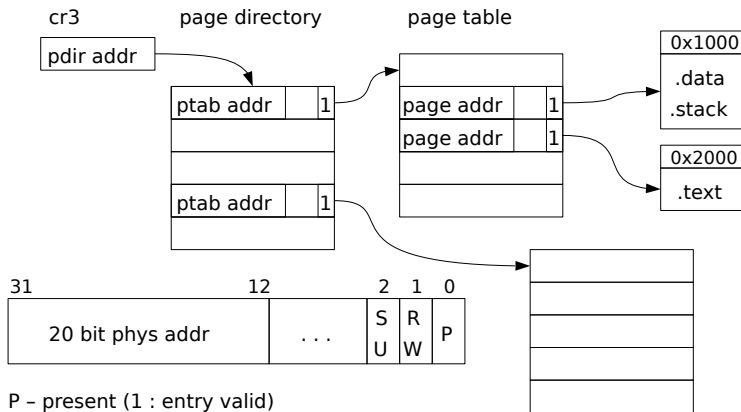 cr3 page directory page table
pdir addr
0x1000
.data
.stack
ptab addr 1
page addr 1
page addr 1
0x2000
.text
ptab addr 1
31 12 2 1 0
20 bit phys addr . . . S U R W P
P – present (1 : entry valid)